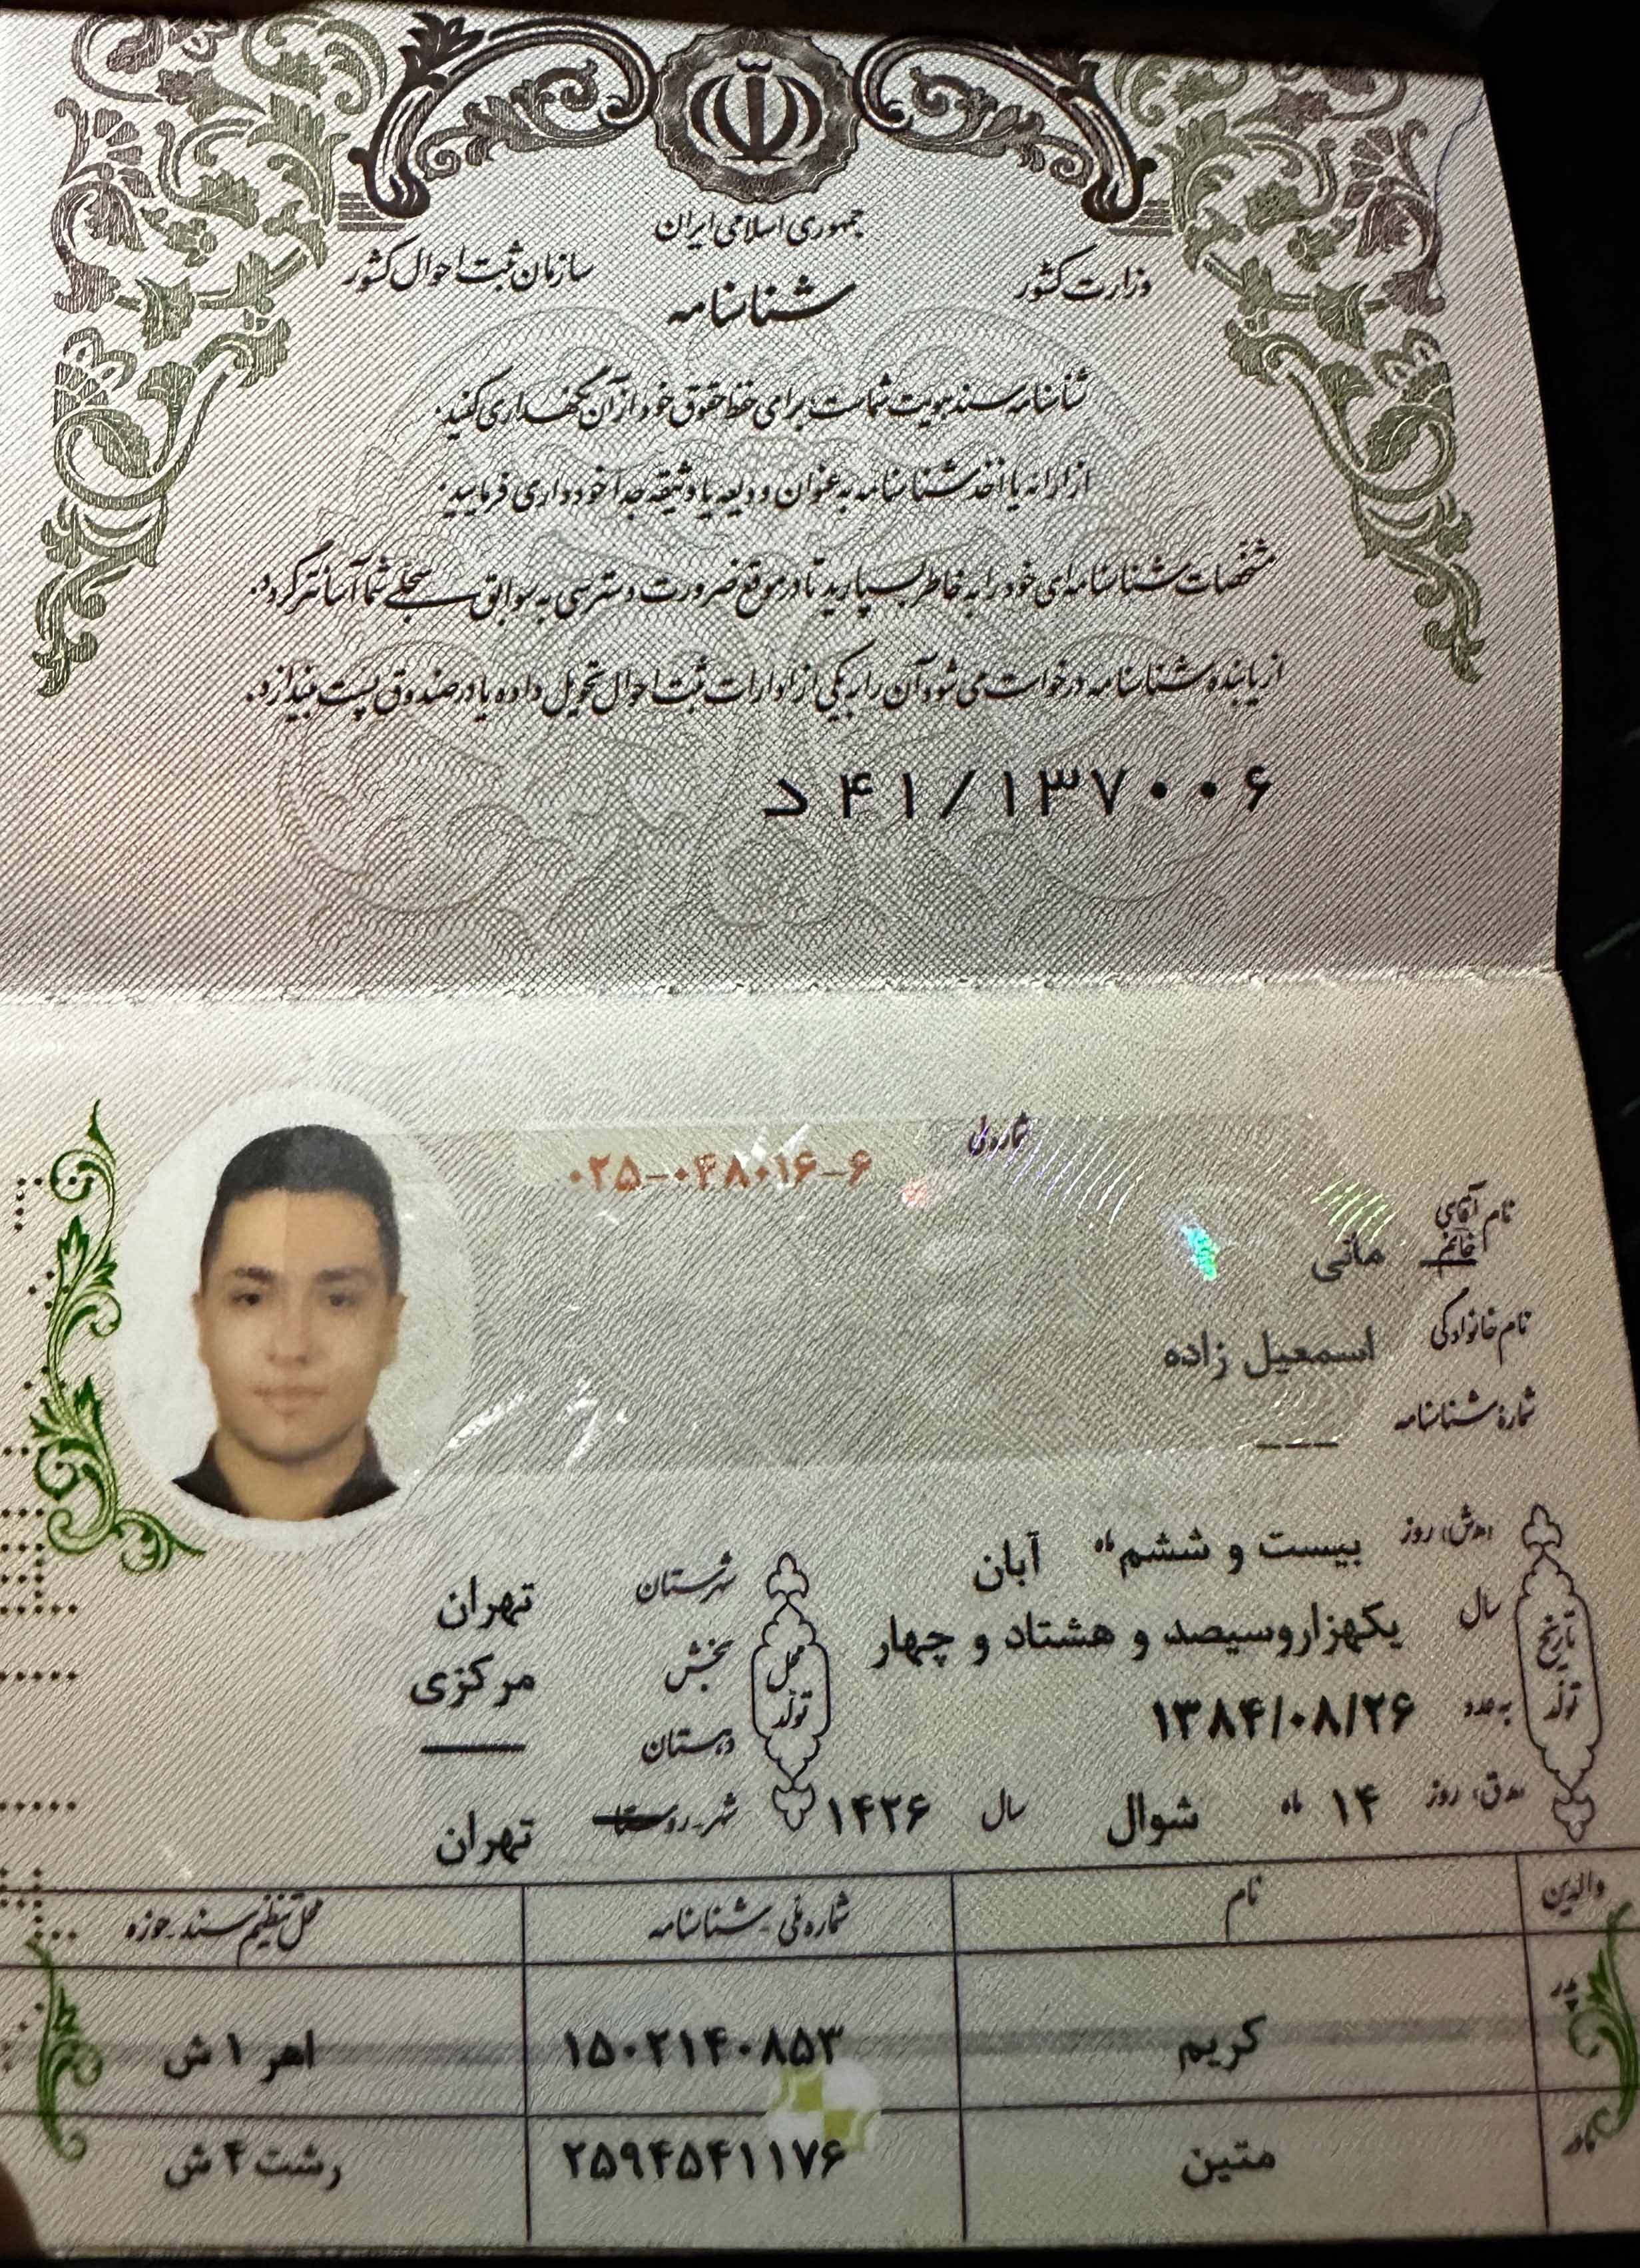 جمهوری اسلامی ایران
وزارت کشور
سازمان ثبت احوال کشور
شناسنامه
شناسنامه سند هویت شماست برای حفظ حقوق خود از آن نگهداری کنید.
از ارائه یا اخذ شناسنامه به عنوان ودیعه یا وثیقه جداً خودداری فرمایید.
مشخصات شناسنامه‌ای خود را به خاطر بسپارید تا در موقع ضرورت دسترسی به سوابق سجلی شما آسانتر گردد.
از یابنده شناسنامه درخواست می شود آن را به یکی از ادارات ثبت احوال تحویل داده یا در صندوق پست بیندازد.
د ۴۱/۱۳۷۰۰۶
شماره ملی ۰۲۵-۰۴۸۰۱۶-۶
نام آقای خانم مانی
نام خانوادگی اسمعیل زاده
شمارهٔ شناسنامه ---
تاریخ تولد
(ه.ش) روز بیست و ششم ماه آبان
سال یکهزاروسیصد و هشتاد و چهار
به عدد ۱۳۸۴/۰۸/۲۶
(ه.ق) روز ۱۴ ماه شوال سال ۱۴۲۶
محل تولد
شهرستان تهران
بخش مرکزی
دهستان ——
شهر-روستا تهران
والدین نام شماره ملی-شناسنامه محل تنظیم سند-حوزه
پدر کریم ۱۵۰۲۱۴۰۸۵۳ اهر ۱ ش
مادر متین ۲۵۹۴۵۴۱۱۷۶ رشت ۴ ش